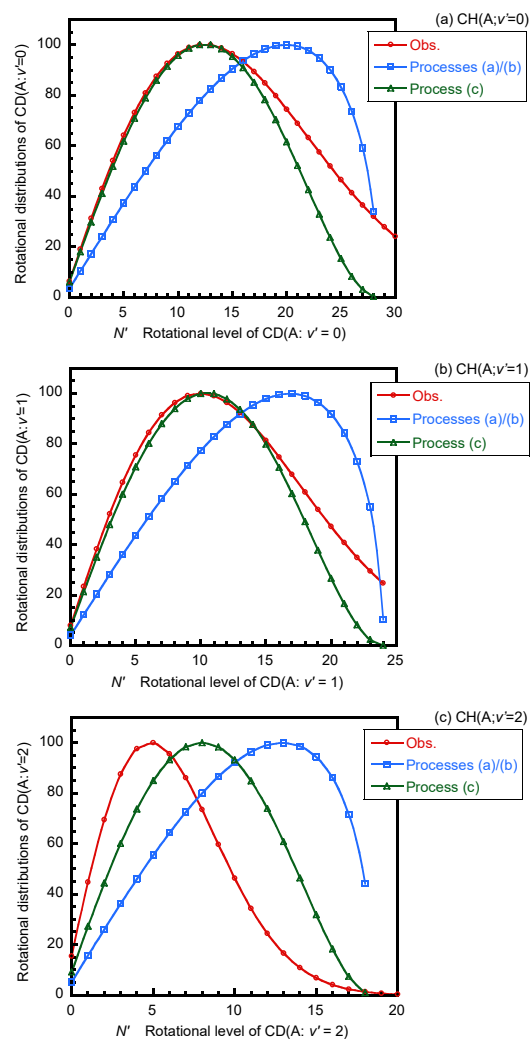 (a) CH(A;v'=0)
Obs.
Processes (a)/(b)
Process (c)
Rotational distributions of CD(A:v'=0)
100
80
60
40
20
0
0 5 10 15 20 25 30
N' Rotational level of CD(A: v' = 0)
(b) CH(A;v'=1)
Obs.
Processes (a)/(b)
Process (c)
Rotational distributions of CD(A:v'=1)
100
80
60
40
20
0
0 5 10 15 20 25
N' Rotational level of CD(A: v' = 1)
(c) CH(A;v'=2)
Obs.
Processes (a)/(b)
Process (c)
Rotational distributions of CD(A:v'=2)
100
80
60
40
20
0
0 5 10 15 20
N' Rotational level of CD(A: v' = 2)